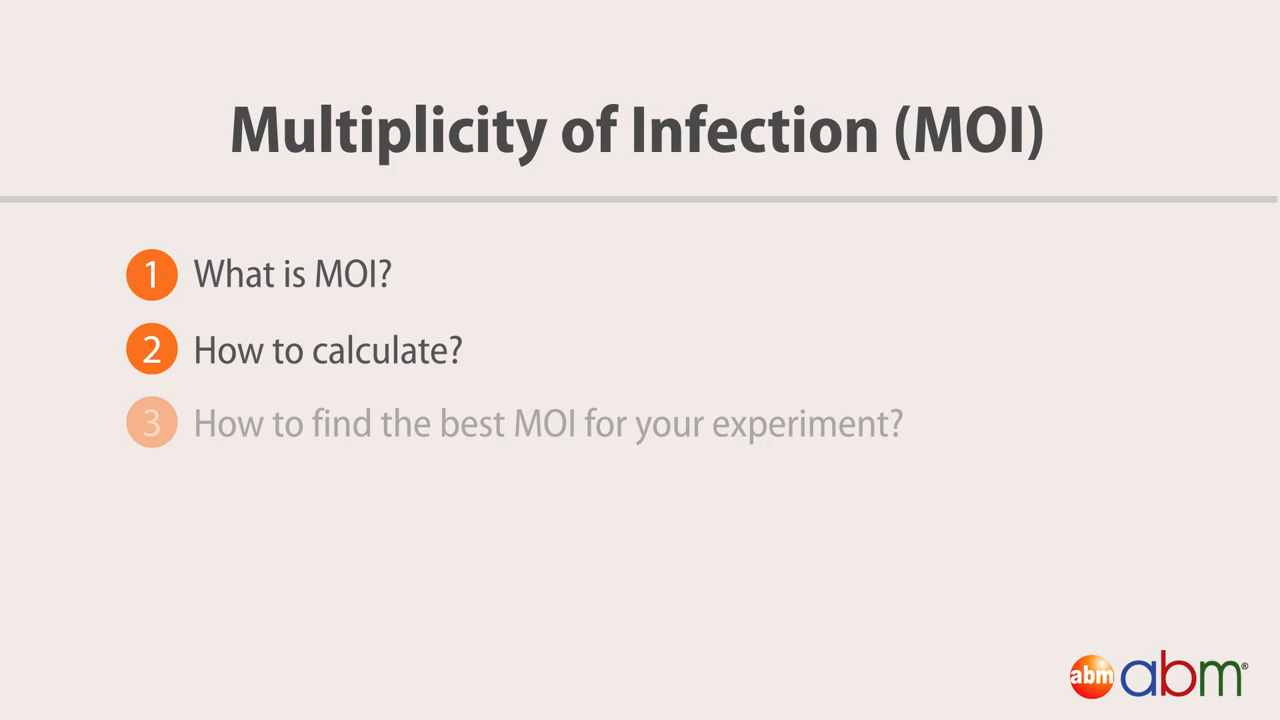 Multiplicity of Infection (MOI)
1 What is MOI?
2 How to calculate?
3 How to find the best MOI for your experiment?
abm abm®